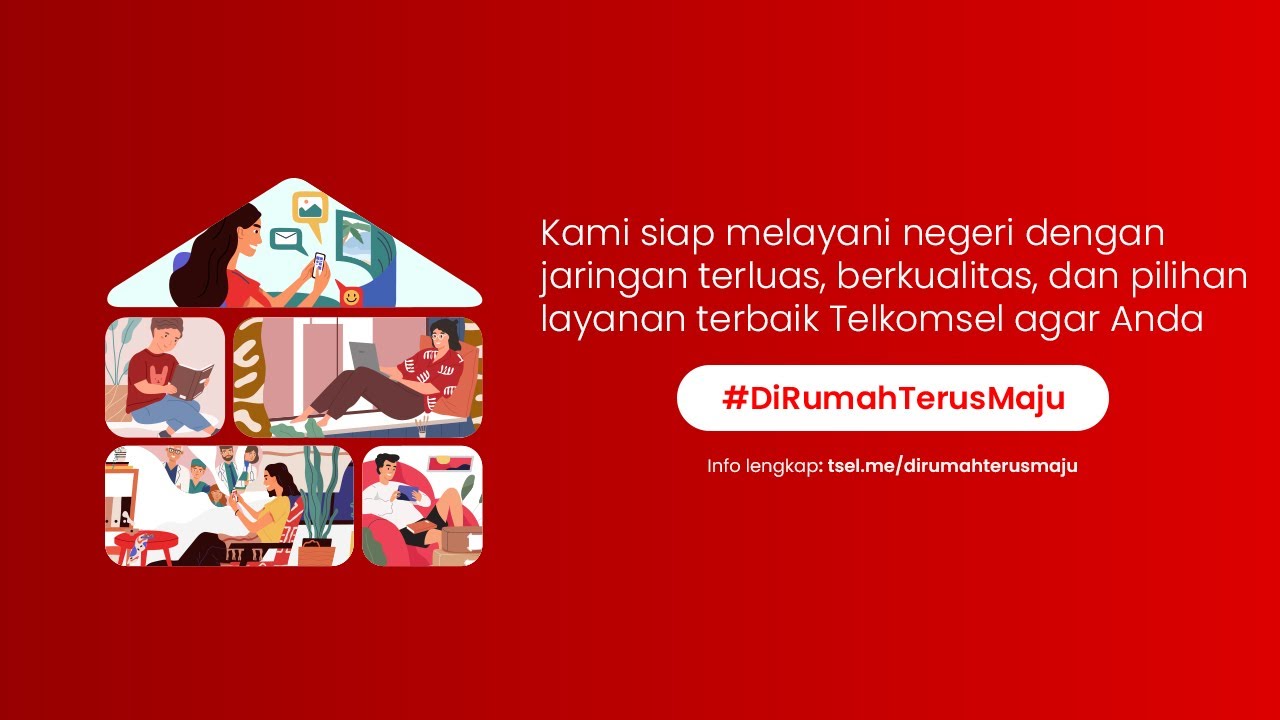 Kami siap melayani negeri dengan
jaringan terluas, berkualitas, dan pilihan
layanan terbaik Telkomsel agar Anda
#DiRumahTerusMaju
Info lengkap: tsel.me/dirumahterusmaju